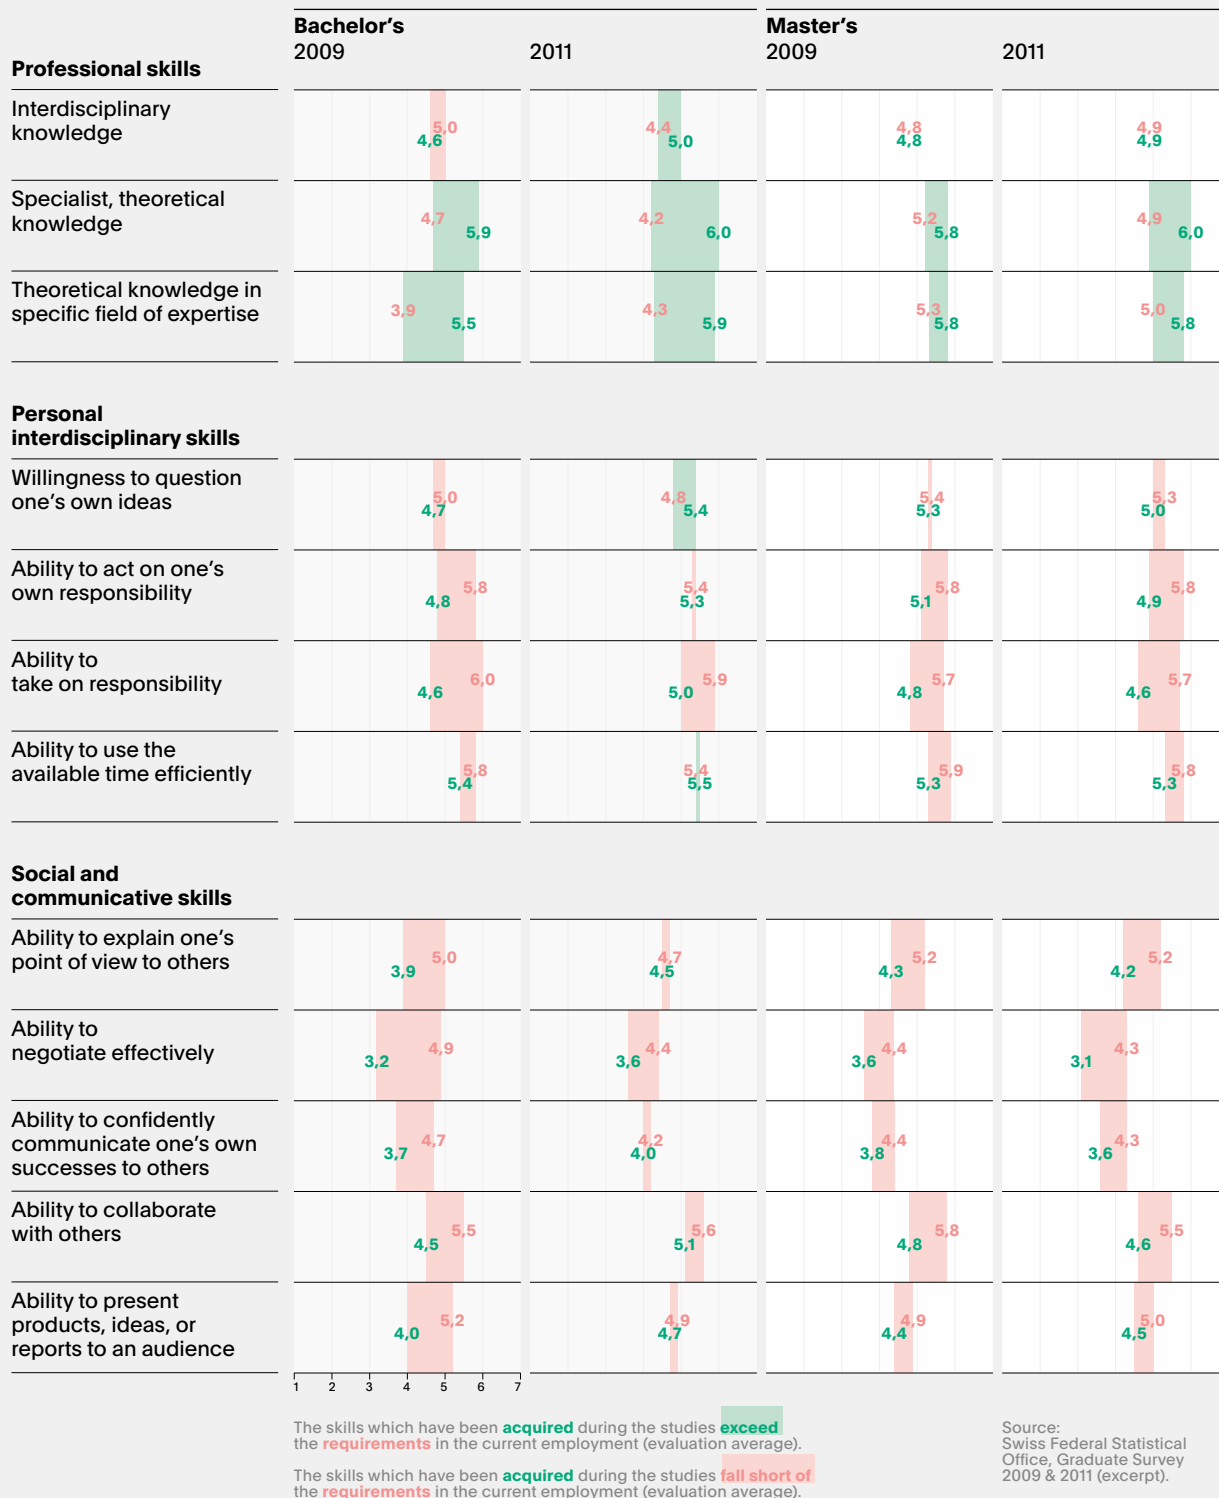 Bachelor's
Master's
2009
2011
2009
2011
Professional skills
Interdisciplinary
knowledge
5,0
4,6
4,4
5,0
4,8
4,8
4,9
4,9
Specialist, theoretical
knowledge
4,7
5,9
4,2
6,0
5,2
5,8
4,9
6,0
Theoretical knowledge in
specific field of expertise
3,9
5,5
4,3
5,9
5,3
5,8
5,0
5,8
Personal
interdisciplinary skills
Willingness to question
one's own ideas
5,0
4,7
4,8
5,4
5,4
5,3
5,3
5,0
Ability to act on one's
own responsibility
5,8
4,8
5,4
5,3
5,8
5,1
5,8
4,9
Ability to
take on responsibility
6,0
4,6
5,9
5,0
5,7
4,8
5,7
4,6
Ability to use the
available time efficiently
5,8
5,4
5,4
5,5
5,9
5,3
5,8
5,3
Social and
communicative skills
Ability to explain one's
point of view to others
5,0
3,9
4,7
4,5
5,2
4,3
5,2
4,2
Ability to
negotiate effectively
4,9
3,2
4,4
3,6
4,4
3,6
4,3
3,1
Ability to confidently
communicate one's own
successes to others
4,7
3,7
4,2
4,0
4,4
3,8
4,3
3,6
Ability to collaborate
with others
5,5
4,5
5,6
5,1
5,8
4,8
5,5
4,6
Ability to present
products, ideas, or
reports to an audience
5,2
4,0
4,9
4,7
4,9
4,4
5,0
4,5
1 2 3 4 5 6 7
The skills which have been acquired during the studies exceed
the requirements in the current employment (evaluation average).
The skills which have been acquired during the studies fall short of
the requirements in the current employment (evaluation average).
Source:
Swiss Federal Statistical
Office, Graduate Survey
2009 & 2011 (excerpt).